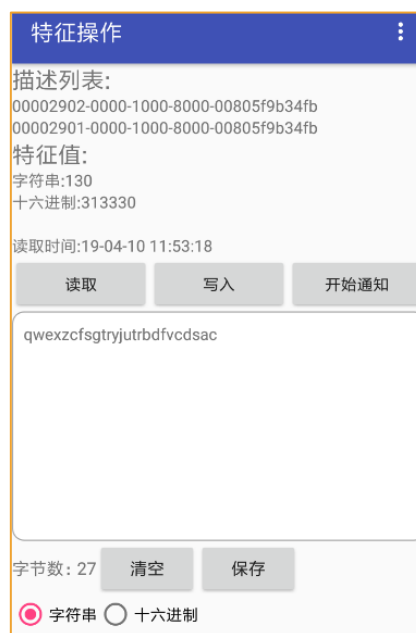 特征操作
描述列表:
00002902-0000-1000-8000-00805f9b34fb
00002901-0000-1000-8000-00805f9b34fb
特征值:
字符串:130
十六进制:313330
读取时间:19-04-10 11:53:18
读取 写入 开始通知
qwexzcfsgtryjutrbdfvcdsac
字节数: 27 清空 保存
字符串 十六进制